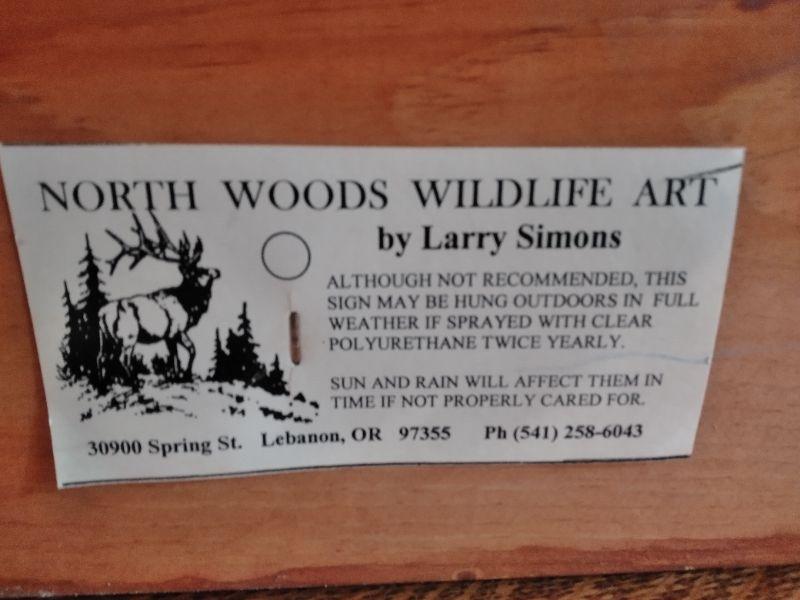 NORTH WOODS WILDLIFE ART
by Larry Simons
ALTHOUGH NOT RECOMMENDED, THIS
SIGN MAY BE HUNG OUTDOORS IN FULL
WEATHER IF SPRAYED WITH CLEAR
POLYURETHANE TWICE YEARLY.
SUN AND RAIN WILL AFFECT THEM IN
TIME IF NOT PROPERLY CARED FOR.
30900 Spring St. Lebanon, OR 97355 Ph (541) 258-6043